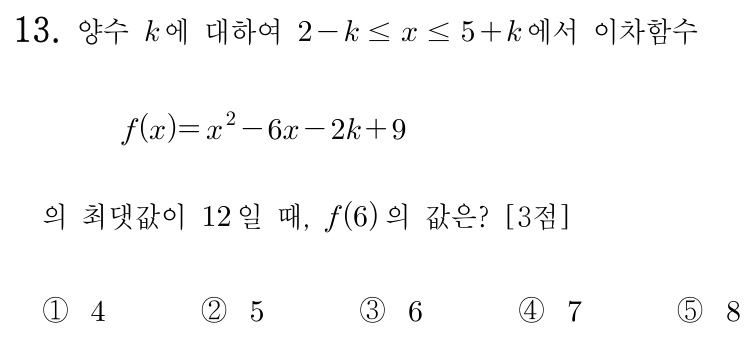 13. 양수 k에 대하여 2−k ≤ x ≤ 5+k에서 이차함수
f(x)=x²−6x−2k+9
의 최댓값이 12일 때, f(6)의 값은? [3점]
① 4 ② 5 ③ 6 ④ 7 ⑤ 8